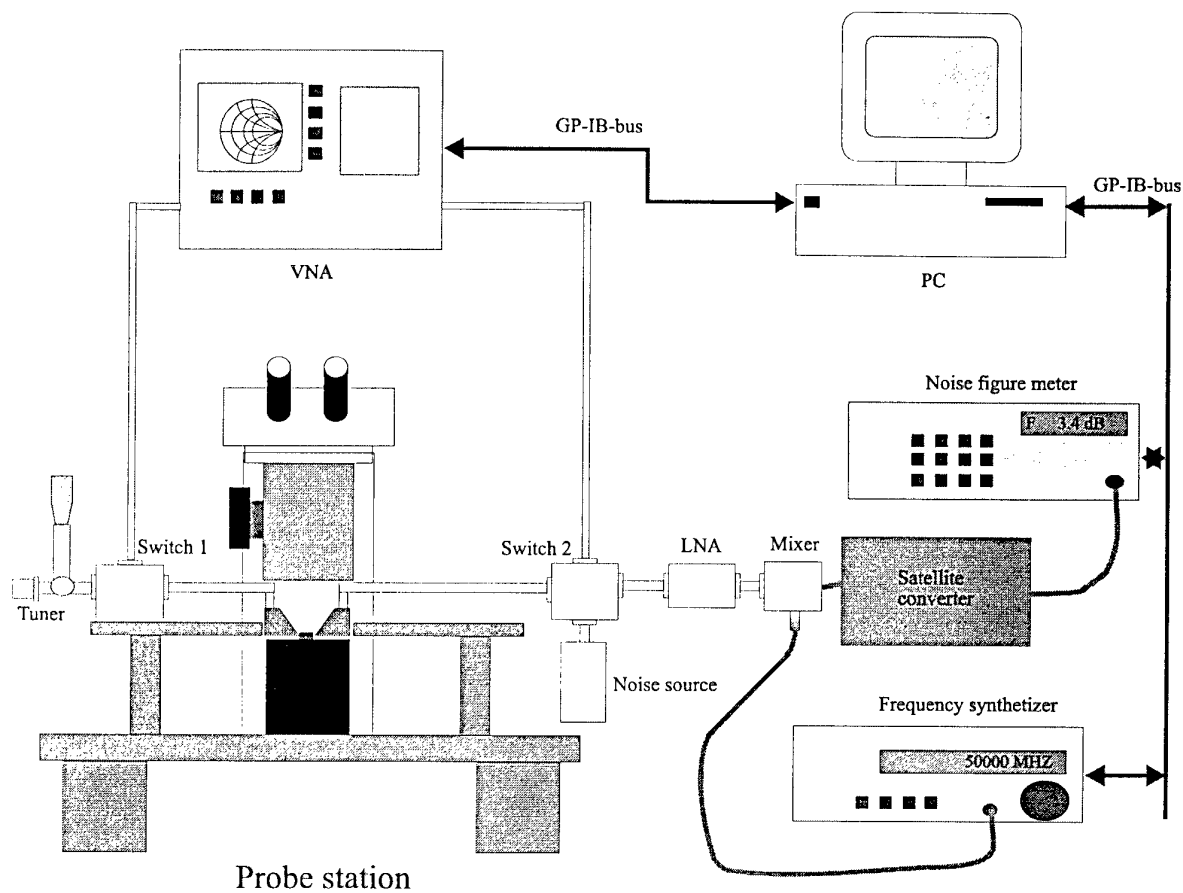 GP-IB-bus
VNA
PC
GP-IB-bus
Noise figure meter
F 3.4 dB
Switch 1
Switch 2
LNA
Mixer
Satellite
converter
Tuner
Noise source
Frequency synthetizer
50000 MHZ
Probe station